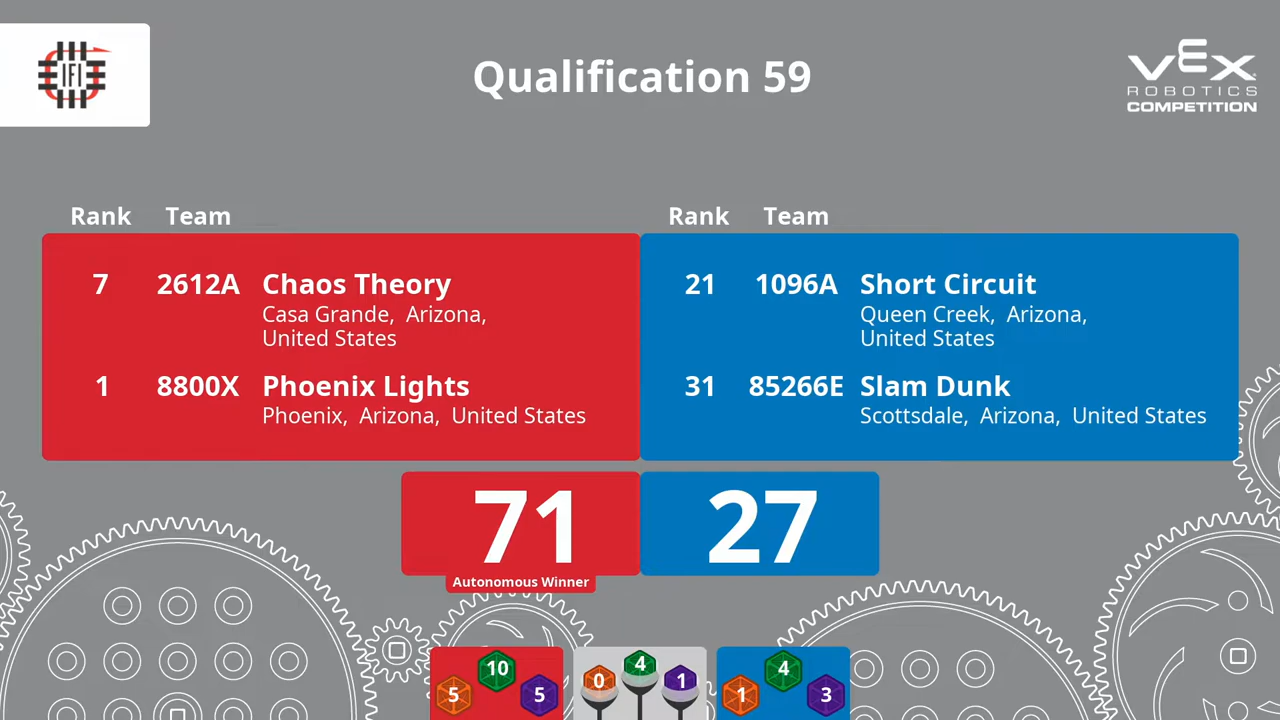 IFI
Qualification 59
VEX
ROBOTICS
COMPETITION
Rank Team
7 2612A Chaos Theory
Casa Grande, Arizona,
United States
1 8800X Phoenix Lights
Phoenix, Arizona, United States
Rank Team
21 1096A Short Circuit
Queen Creek, Arizona,
United States
31 85266E Slam Dunk
Scottsdale, Arizona, United States
71
Autonomous Winner
27
5 10 5
0 4 1
1 4 3